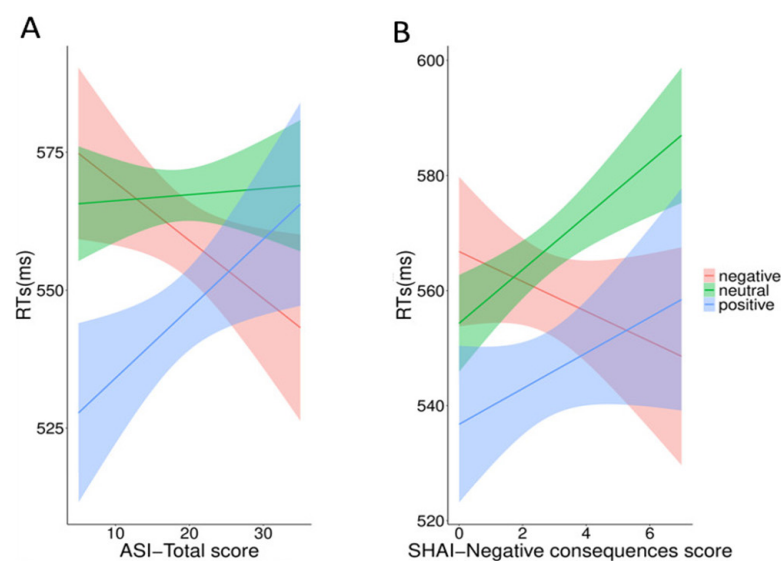 A
B
RTs(ms)
575
550
525
10 20 30
ASI−Total score
RTs(ms)
600
580
560
540
520
0 2 4 6
SHAI−Negative consequences score
negative
neutral
positive